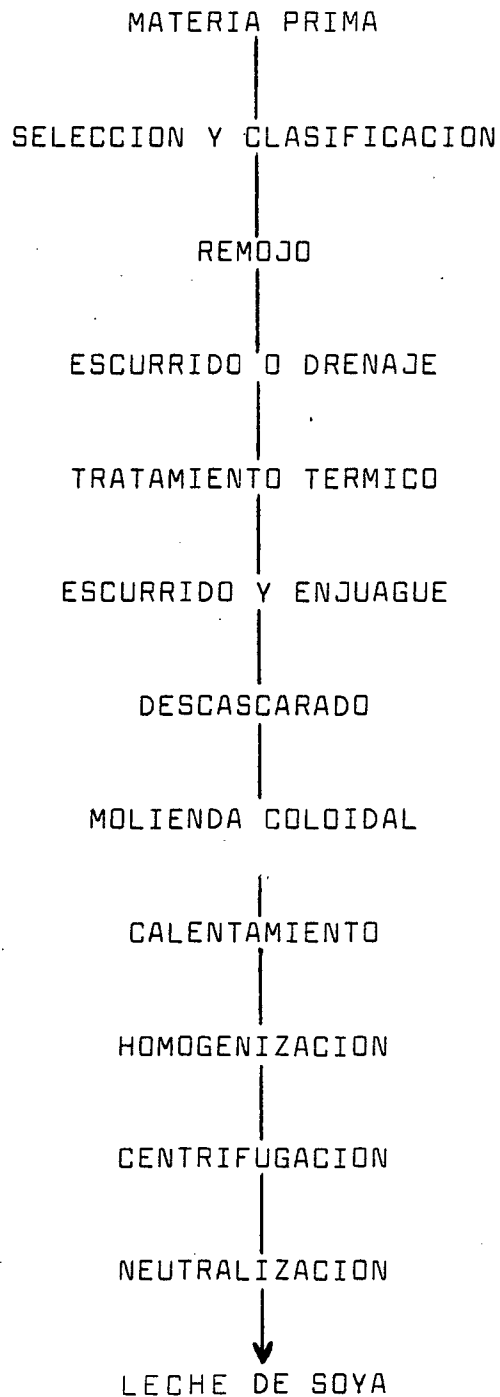 MATERIA PRIMA
SELECCION Y CLASIFICACION
REMOJO
ESCURRIDO O DRENAJE
TRATAMIENTO TERMICO
ESCURRIDO Y ENJUAGUE
DESCASCARADO
MOLIENDA COLOIDAL
CALENTAMIENTO
HOMOGENIZACION
CENTRIFUGACION
NEUTRALIZACION
LECHE DE SOYA